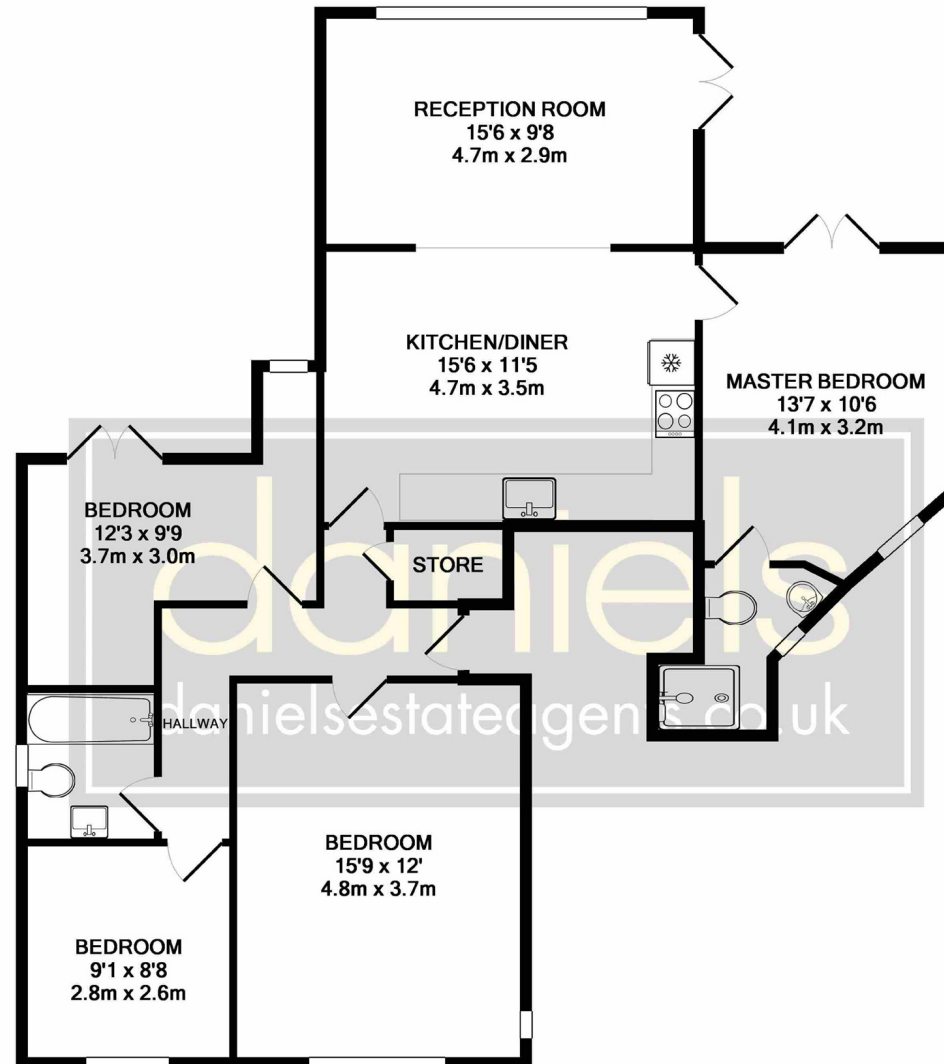 RECEPTION ROOM
15'6 x 9'8
4.7m x 2.9m
KITCHEN/DINER
15'6 x 11'5
4.7m x 3.5m
MASTER BEDROOM
13'7 x 10'6
4.1m x 3.2m
BEDROOM
12'3 x 9'9
3.7m x 3.0m
STORE
daniels
danielsestateagents.co.uk
HALLWAY
BEDROOM
15'9 x 12'
4.8m x 3.7m
BEDROOM
9'1 x 8'8
2.8m x 2.6m